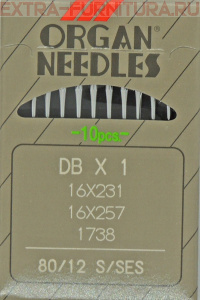 EXTRA-FURNITURA.RU
ORGAN®
NEEDLES
-10pcs.-
DB X 1
16X231
16X257
1738
80/12 S/SES